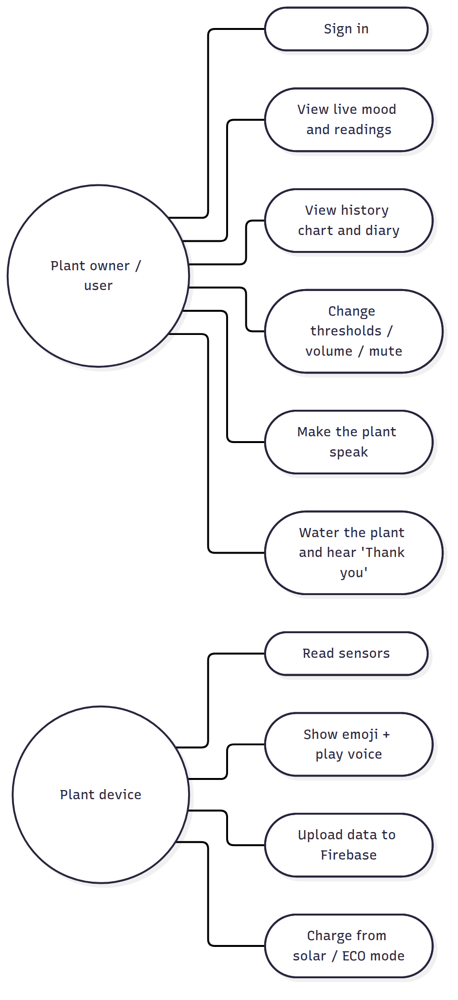 Sign in
View live mood
and readings
View history
chart and diary
Plant owner /
user
Change
thresholds /
volume / mute
Make the plant
speak
Water the plant
and hear 'Thank
you'
Read sensors
Show emoji +
play voice
Plant device
Upload data to
Firebase
Charge from
solar / ECO mode